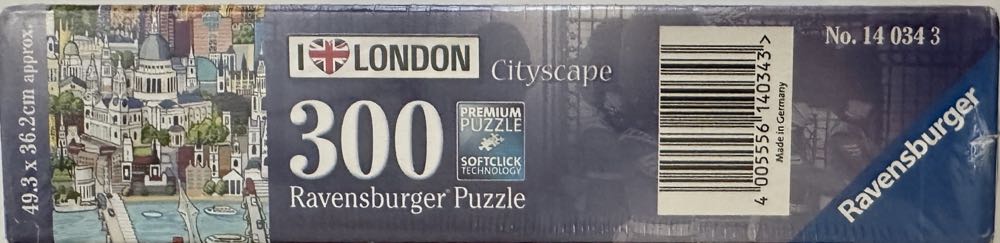 49.3 x 36.2cm approx.
I LONDON
Cityscape
300
PREMIUM
PUZZLE
SOFTCLICK
TECHNOLOGY
Ravensburger® Puzzle
4 005556 140343>
Made in Germany
No. 14 034 3
Ravensburger